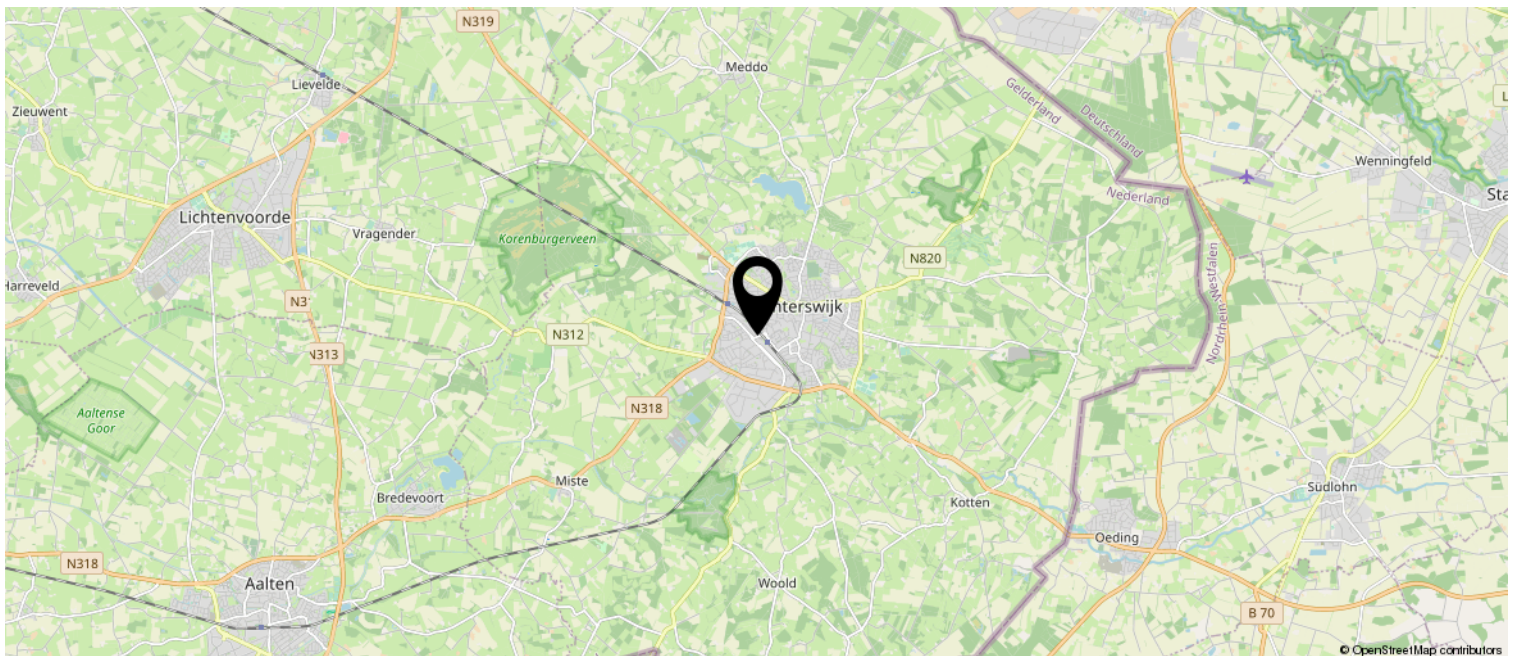 N319
Meddo
Lievelde
Zieuwent
Gelderland
Deutschland
Wenningfeld
Nederland
Lichtenvoorde
Vragender
Korenburgerveen
N820
Nordrhein-Westfalen
Harreveld
N312
N313
N318
Aaltense
Goor
Miste
Bredevoort
Kotten
Südlohn
Oeding
N318
Aalten
Woold
B 70
© OpenStreetMap contributors